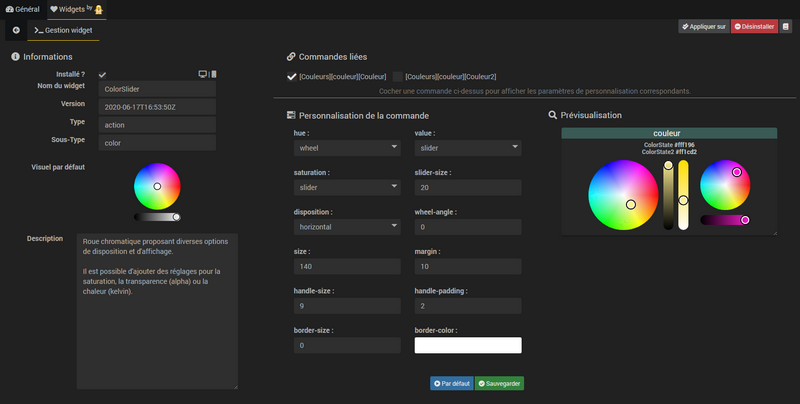 Général
Widgets by
Gestion widget
Appliquer sur
Désinstaller
Informations
Installé ?
Nom du widget
ColorSlider
Version
2020-06-17T16:53:50Z
Type
action
Sous-Type
color
Visuel par défaut
Description
Roue chromatique proposant diverses options
de disposition et d'affichage.
Il est possible d'ajouter des réglages pour la
saturation, la transparence (alpha) ou la
chaleur (kelvin).
Commandes liées
[Couleurs][couleur][Couleur]
[Couleurs][couleur][Couleur2]
Cocher une commande ci-dessus pour afficher les paramètres de personnalisation correspondants.
Personnalisation de la commande
hue :
value :
wheel
slider
saturation :
slider-size :
slider
20
disposition :
wheel-angle :
horizontal
0
size :
margin :
140
10
handle-size :
handle-padding :
9
2
border-size :
border-color :
0
Par défaut
Sauvegarder
Prévisualisation
couleur
ColorState #fff196
ColorState2 #ff1cd2